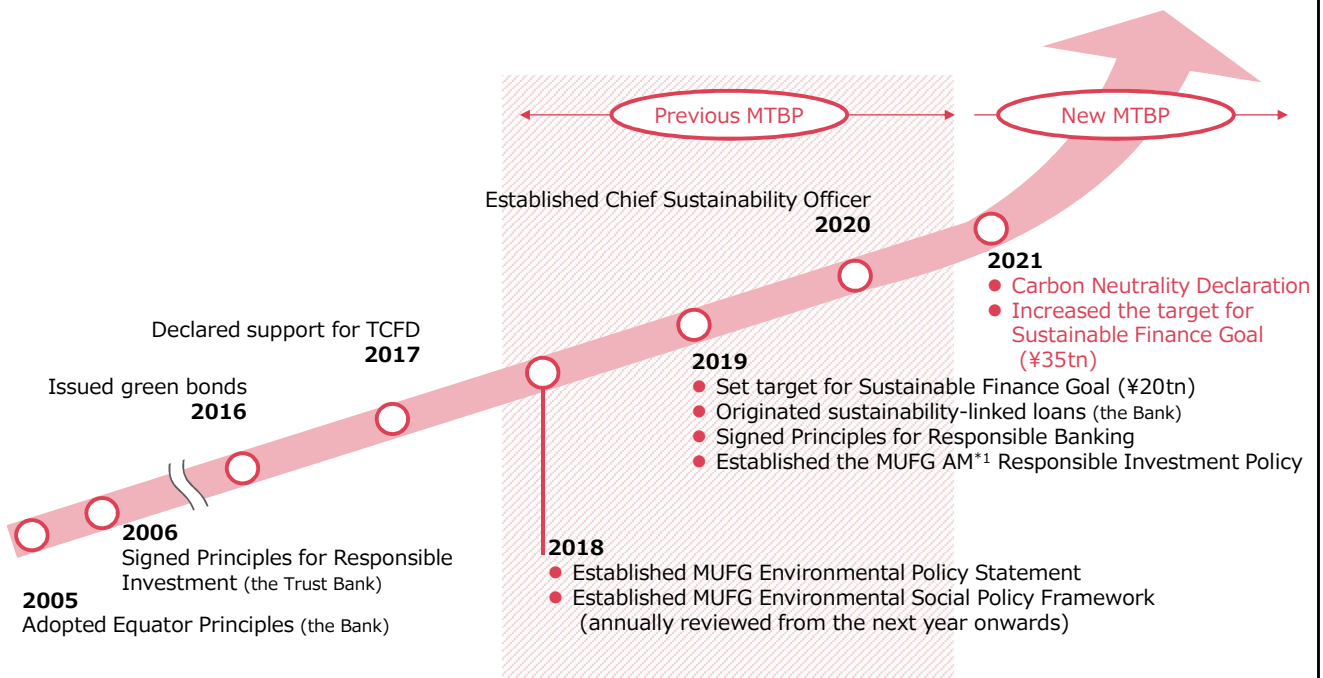 Previous MTBP
New MTBP
Established Chief Sustainability Officer
2020
2021
● Carbon Neutrality Declaration
● Increased the target for
Sustainable Finance Goal
(¥35tn)
Declared support for TCFD
2017
2019
● Set target for Sustainable Finance Goal (¥20tn)
● Originated sustainability-linked loans (the Bank)
● Signed Principles for Responsible Banking
● Established the MUFG AM*1 Responsible Investment Policy
Issued green bonds
2016
2006
Signed Principles for Responsible
Investment (the Trust Bank)
2018
● Established MUFG Environmental Policy Statement
● Established MUFG Environmental Social Policy Framework
(annually reviewed from the next year onwards)
2005
Adopted Equator Principles (the Bank)